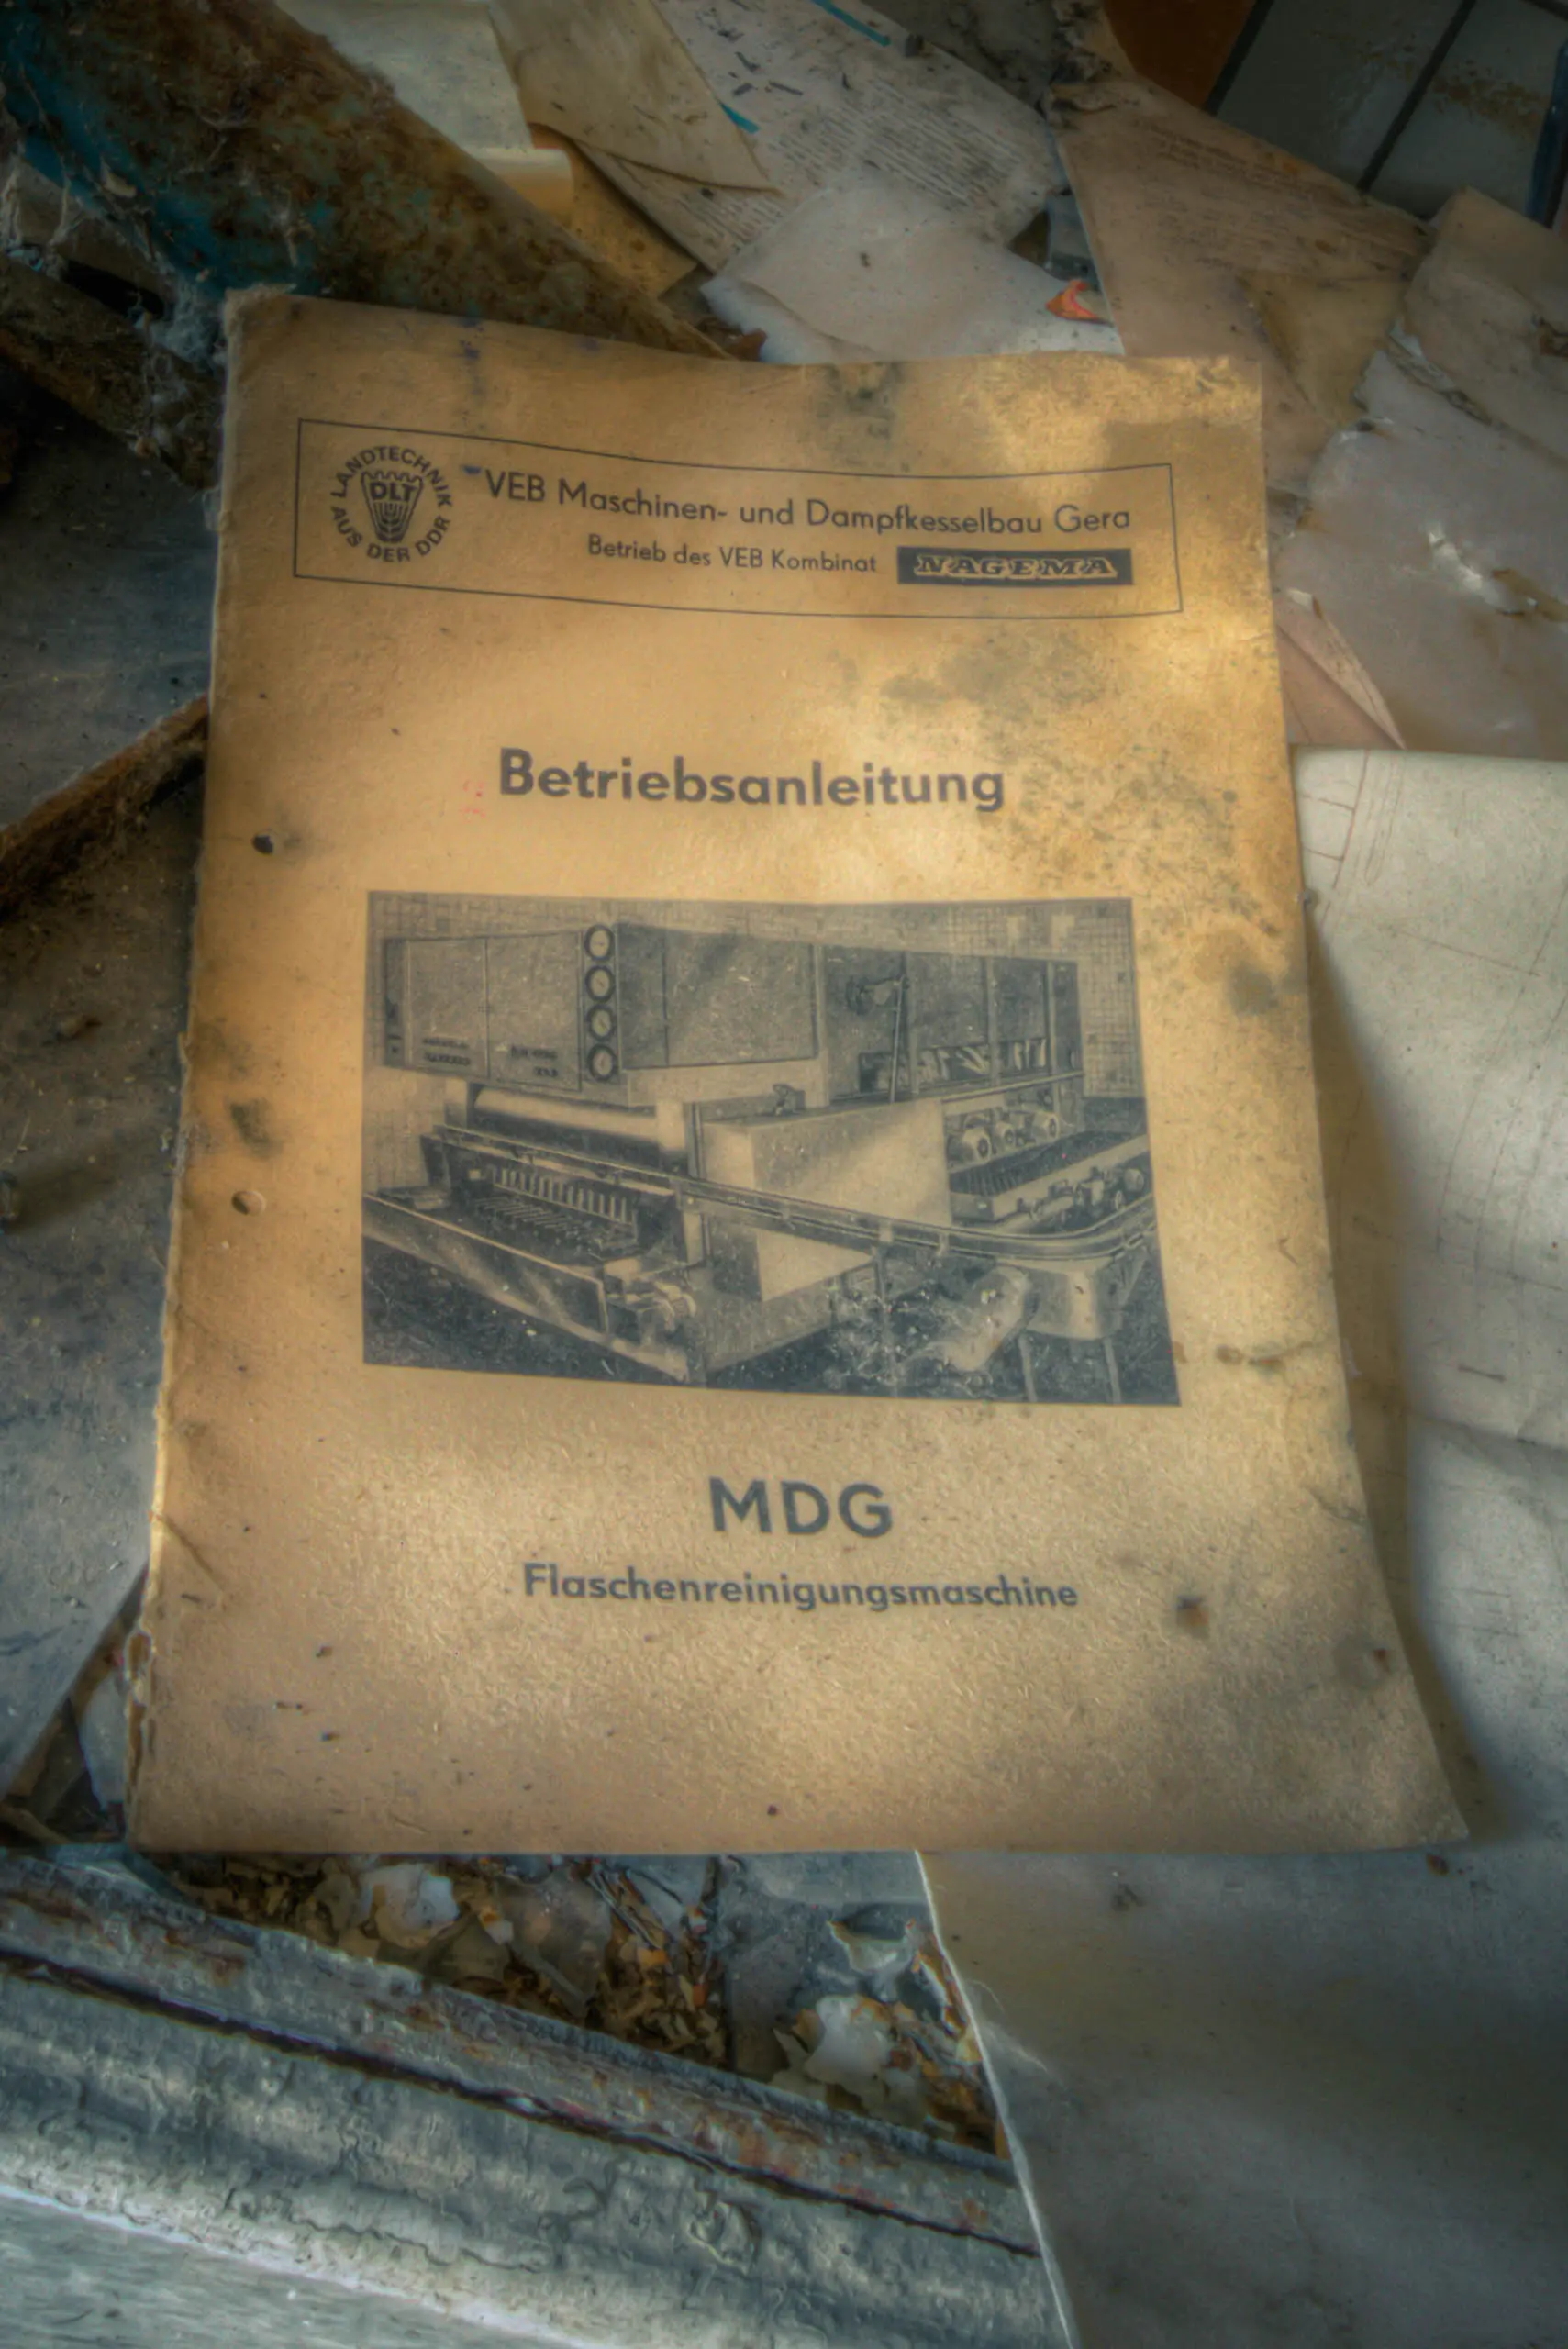 LANDTECHNIK
DLT
AUS DER DDR
VEB Maschinen- und Dampfkesselbau Gera
Betrieb des VEB Kombinat NAGEMA
Betriebsanleitung
MDG
Flaschenreinigungsmaschine